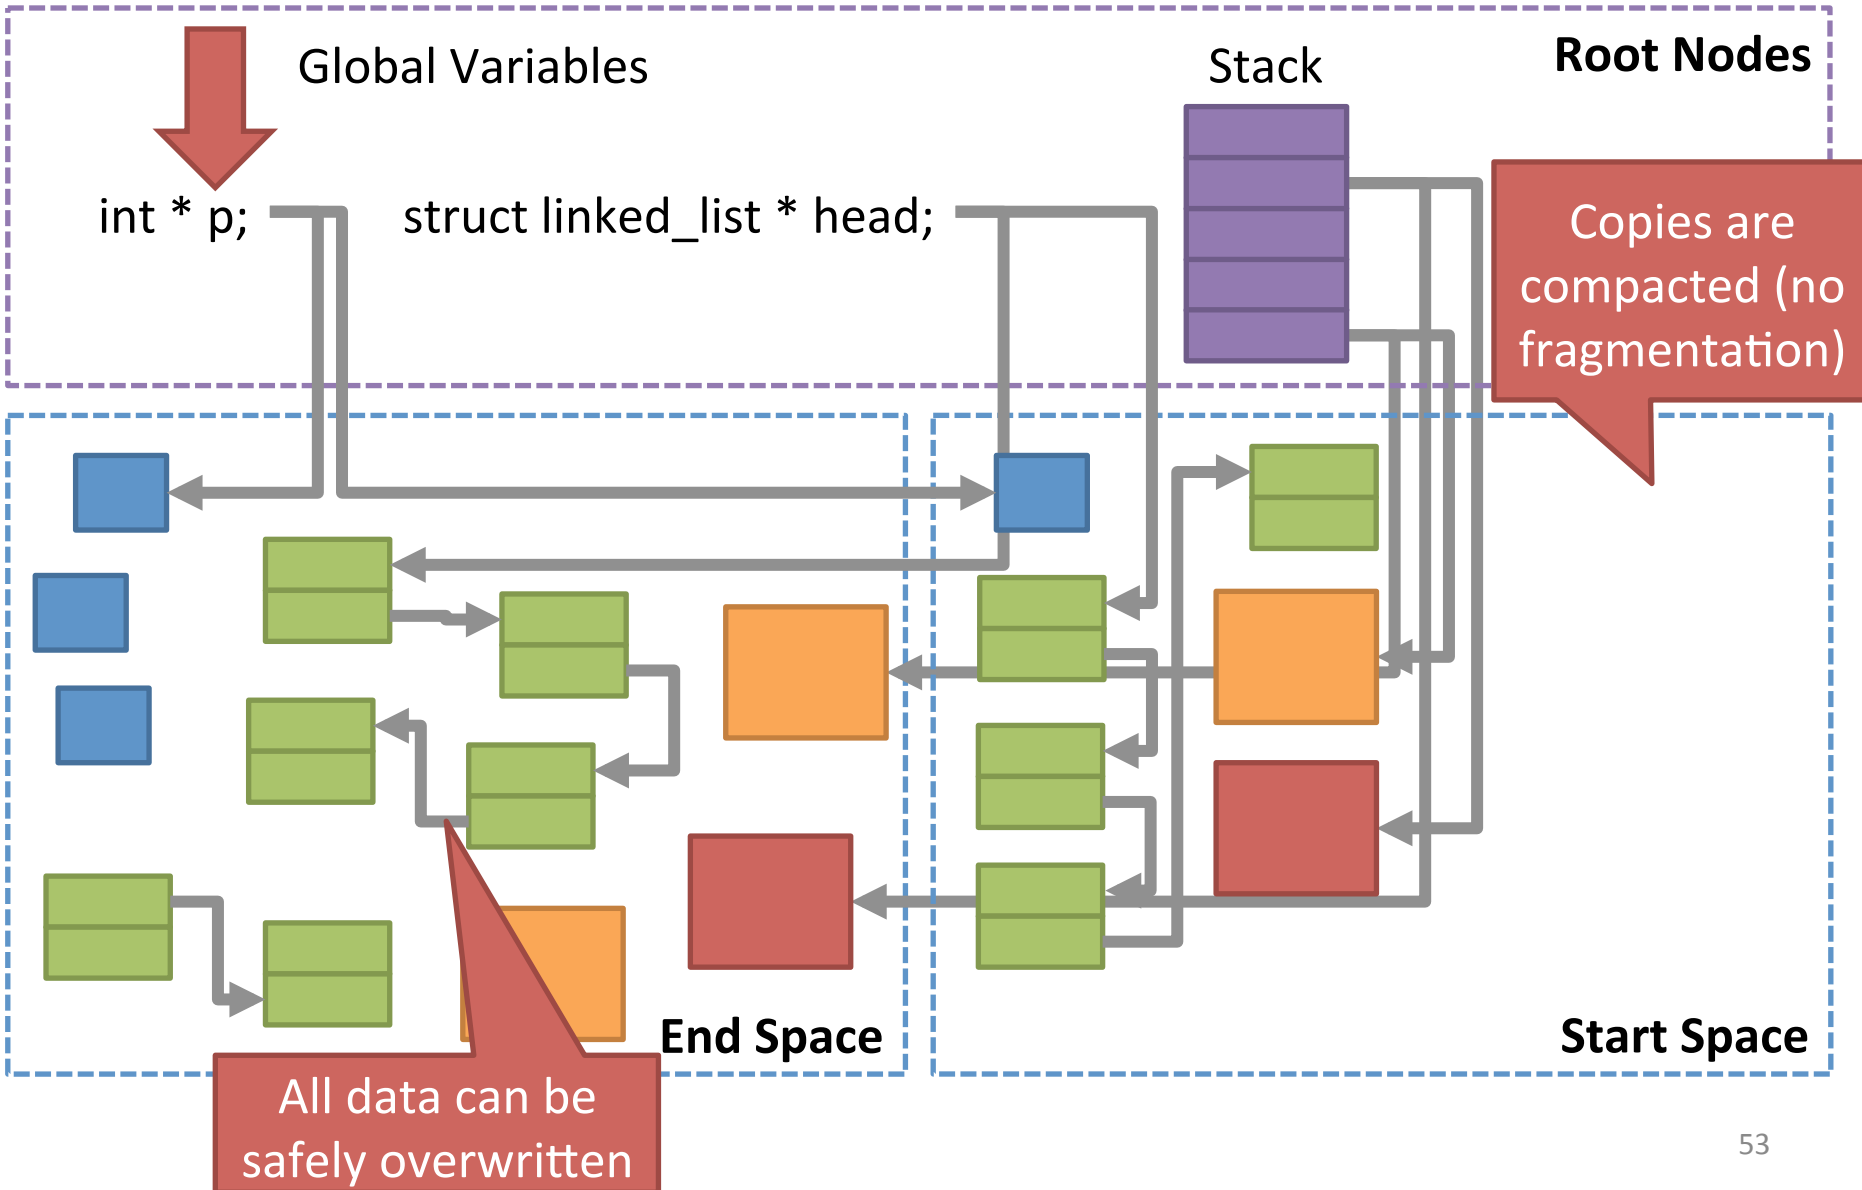 Global Variables
Stack
Root Nodes
int * p;
struct linked_list * head;
Copies are
compacted (no
fragmentation)
End Space
Start Space
All data can be
safely overwritten
53